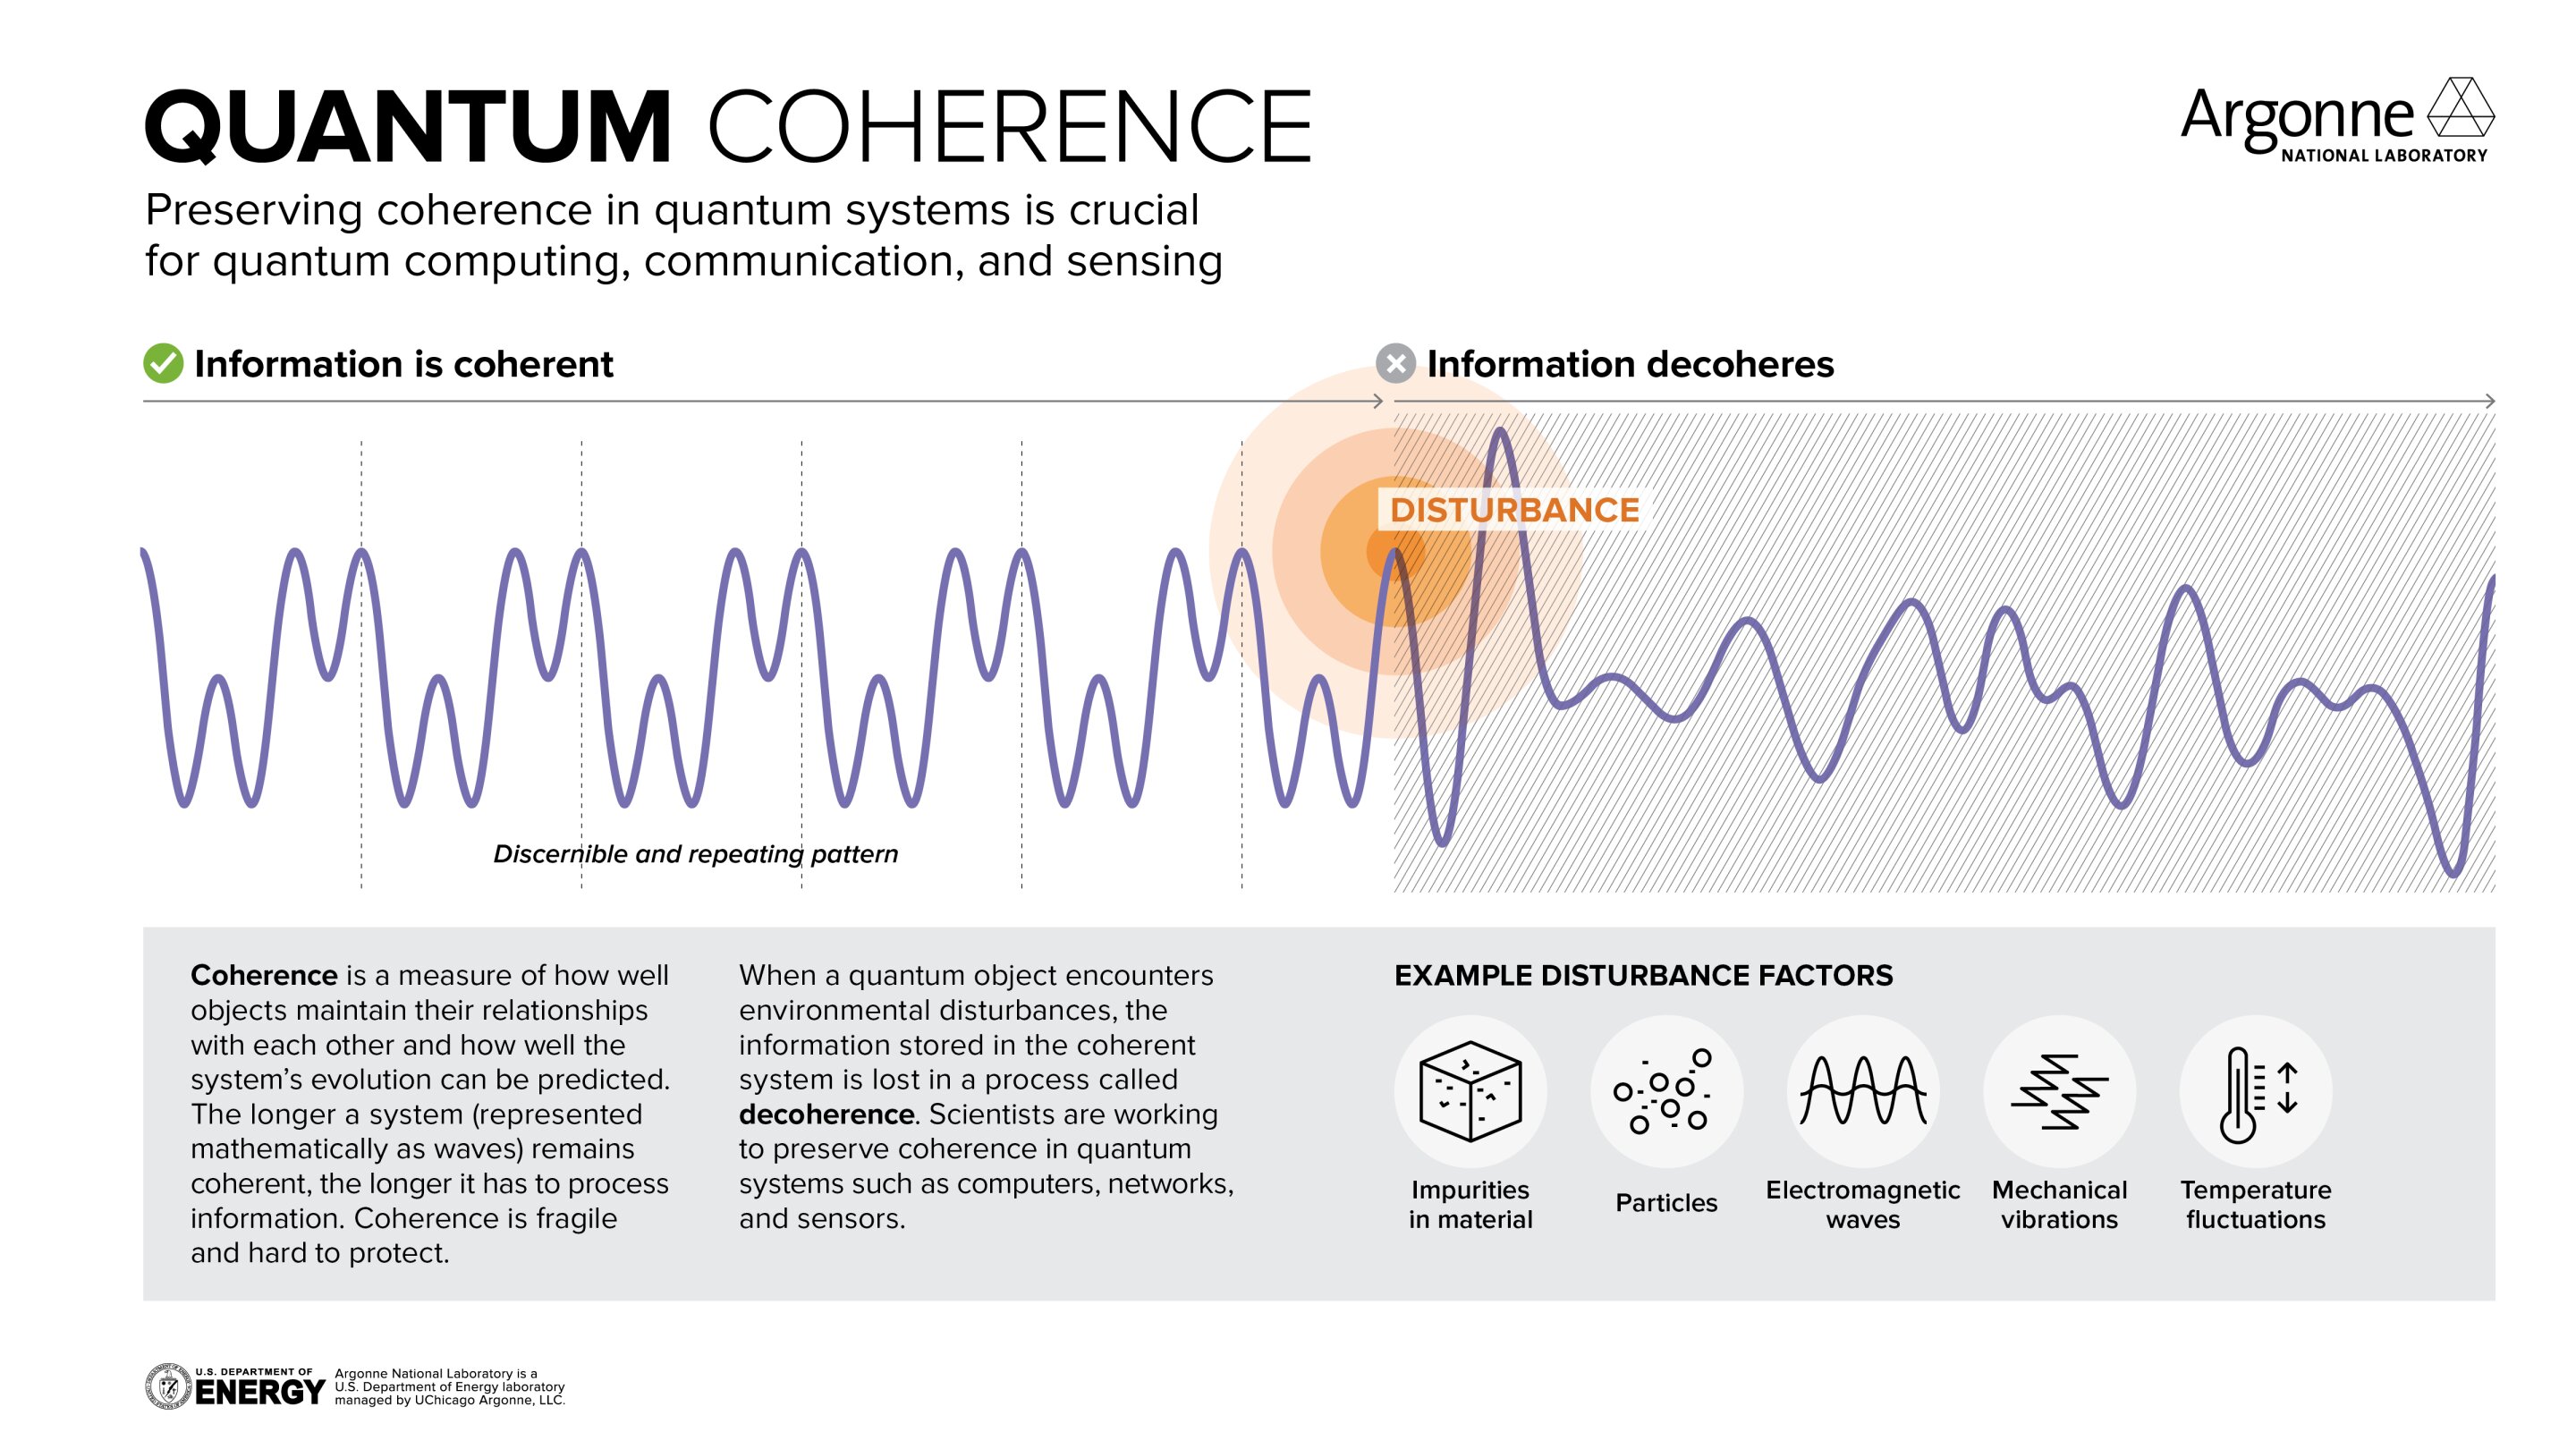 QUANTUM COHERENCE
Argonne
NATIONAL LABORATORY
Preserving coherence in quantum systems is crucial
for quantum computing, communication, and sensing
Information is coherent
Information decoheres
DISTURBANCE
Discernible and repeating pattern
Coherence is a measure of how well
objects maintain their relationships
with each other and how well the
system’s evolution can be predicted.
The longer a system (represented
mathematically as waves) remains
coherent, the longer it has to process
information. Coherence is fragile
and hard to protect.
When a quantum object encounters
environmental disturbances, the
information stored in the coherent
system is lost in a process called
decoherence. Scientists are working
to preserve coherence in quantum
systems such as computers, networks,
and sensors.
EXAMPLE DISTURBANCE FACTORS
Impurities
in material
Particles
Electromagnetic
waves
Mechanical
vibrations
Temperature
fluctuations
U.S. DEPARTMENT OF
ENERGY
Argonne National Laboratory is a
U.S. Department of Energy laboratory
managed by UChicago Argonne, LLC.